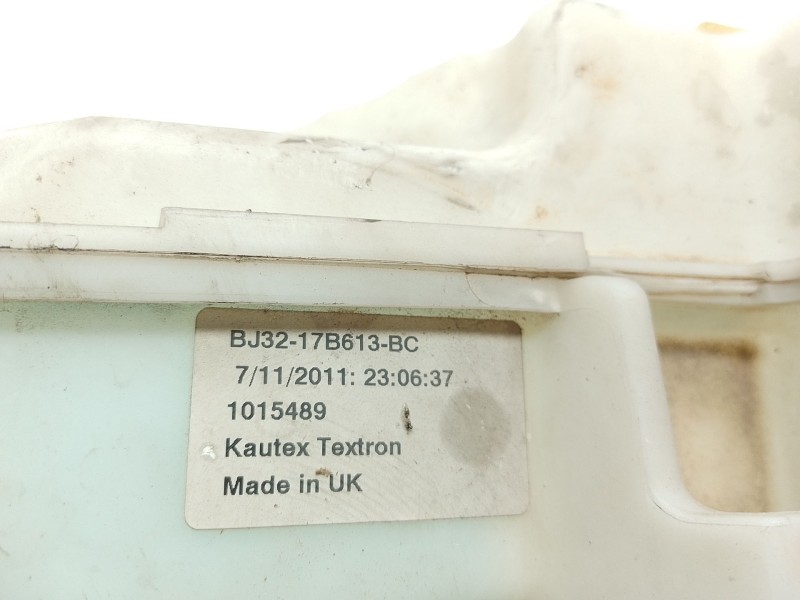 BJ32-17B613-BC
7/11/2011: 23:06:37
1015489
Kautex Textron
Made in UK